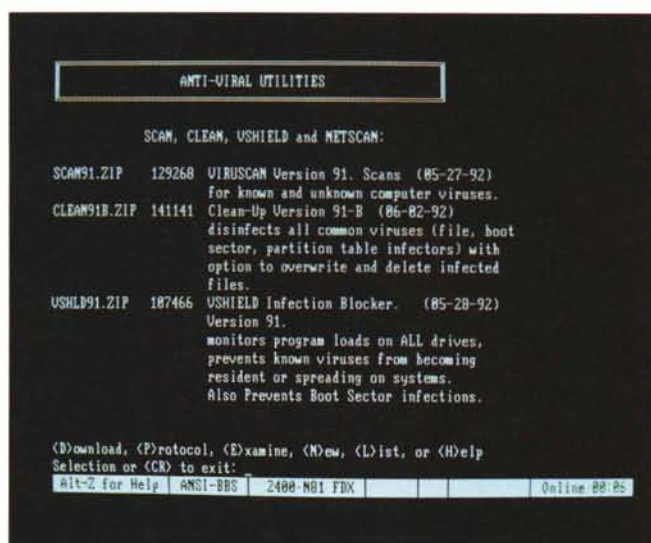 ANTI-VIRAL UTILITIES
SCAN, CLEAN, VSHIELD and NETSCAN:
SCAN91.ZIP 129268 VIRUSCAN Version 91. Scans (05-27-92)
for known and unknown computer viruses.
CLEAN91B.ZIP 141141 Clean-Up Version 91-B (06-02-92)
disinfects all common viruses (file, boot
sector, partition table infectors) with
option to overwrite and delete infected
files.
VSHLD91.ZIP 107466 VSHIELD Infection Blocker. (05-28-92)
Version 91.
monitors program loads on ALL drives,
prevents known viruses from becoming
resident or spreading on systems.
Also Prevents Boot Sector infections.
<D>ownload, <P>rotocol, <E>xamine, <N>ew, <L>ist, or <H>elp
Selection or <CR> to exit: _
Alt-Z for Help | ANSI-BBS | 2400·N81 FDX | Online 00:06